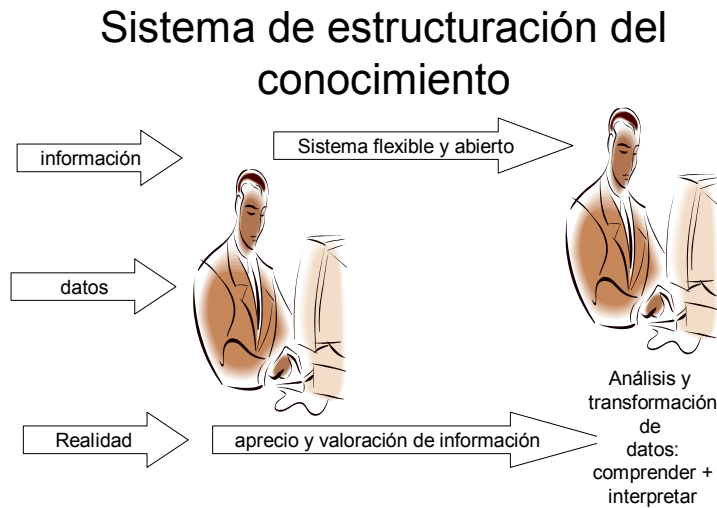 Sistema de estructuración del
conocimiento
información
Sistema flexible y abierto
datos
Realidad
aprecio y valoración de información
Análisis y
transformación
de
datos:
comprender +
interpretar